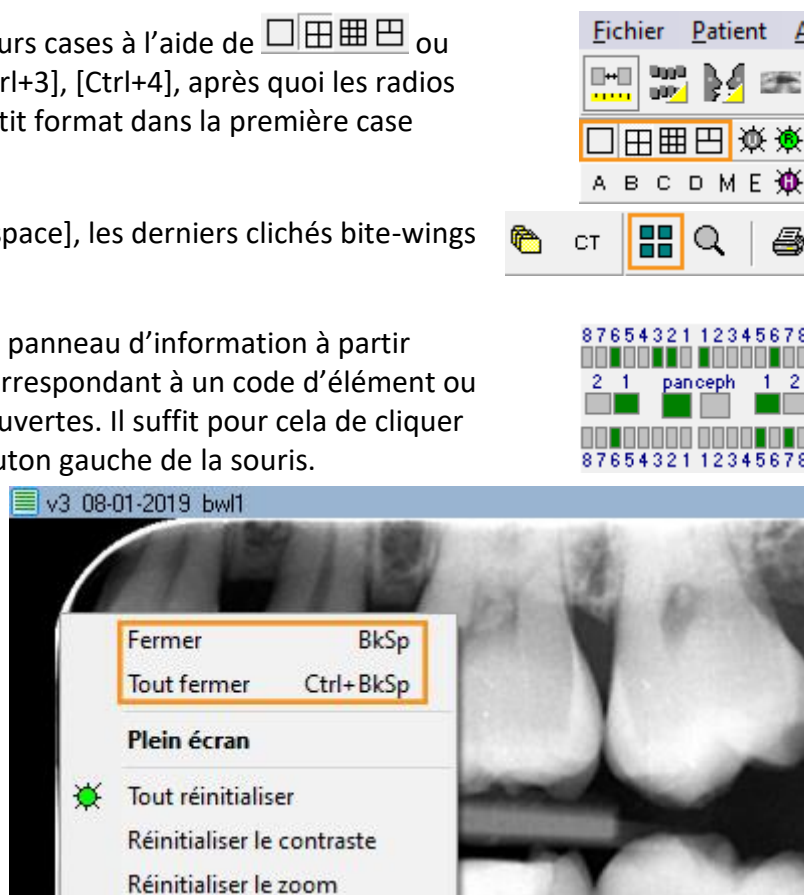 urs cases à l'aide de ou
rl+3], [Ctrl+4], après quoi les radios
tit format dans la première case
space], les derniers clichés bite-wings
panneau d'information à partir
rrespondant à un code d'élément ou
uvertes. Il suffit pour cela de cliquer
uton gauche de la souris.
Fichier Patient A
A B C D M E H
CT
87654321 12345678
2 1 pan ceph 1 2
87654321 12345678
v3 08-01-2019 bwl1
Fermer BkSp
Tout fermer Ctrl+BkSp
Plein écran
Tout réinitialiser
Réinitialiser le contraste
Réinitialiser le zoom